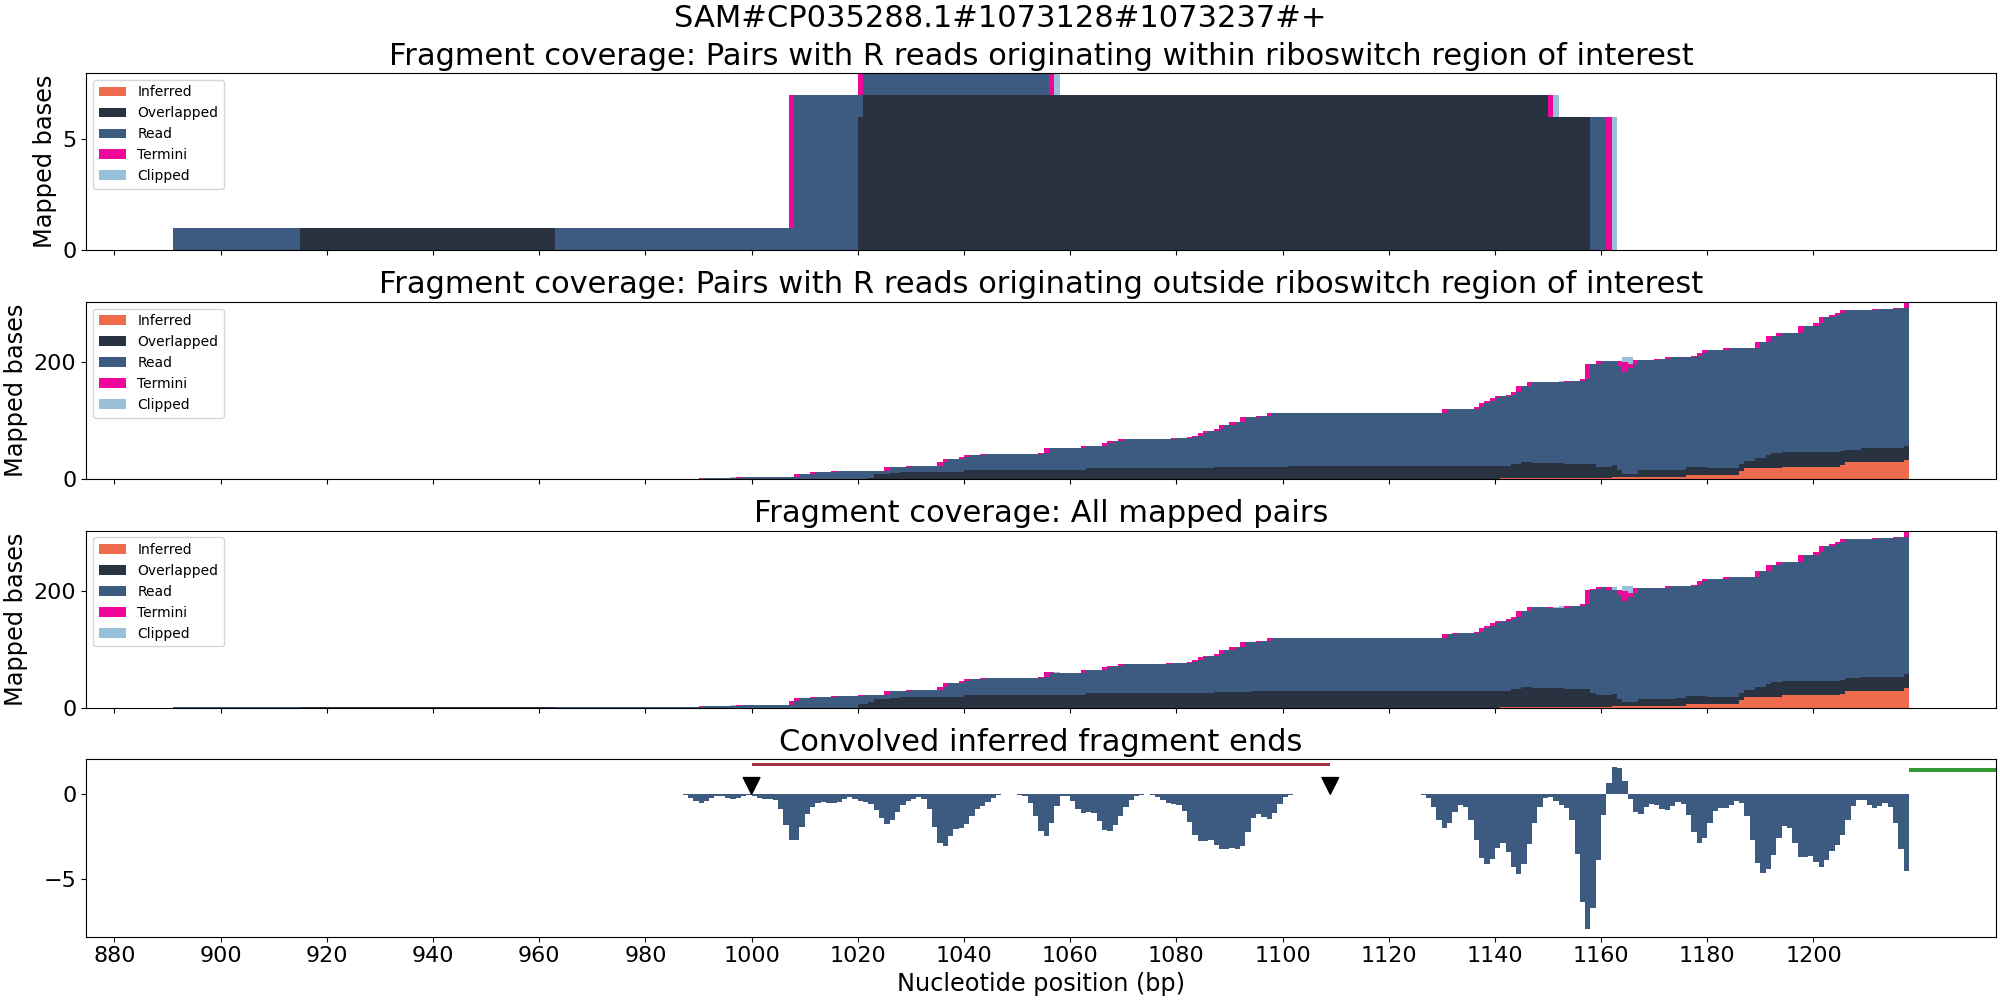 SAM#CP035288.1#1073128#1073237#+
Fragment coverage: Pairs with R reads originating within riboswitch region of interest
Mapped bases
5
0
Inferred
Overlapped
Read
Termini
Clipped
Fragment coverage: Pairs with R reads originating outside riboswitch region of interest
Mapped bases
200
0
Inferred
Overlapped
Read
Termini
Clipped
Fragment coverage: All mapped pairs
Mapped bases
200
0
Inferred
Overlapped
Read
Termini
Clipped
Convolved inferred fragment ends
0
−5
880 900 920 940 960 980 1000 1020 1040 1060 1080 1100 1120 1140 1160 1180 1200
Nucleotide position (bp)